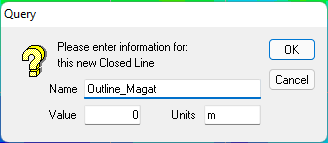 Query
Please enter information for:
this new Closed Line
OK
Cancel
Name Outline_Magat
Value 0 Units m